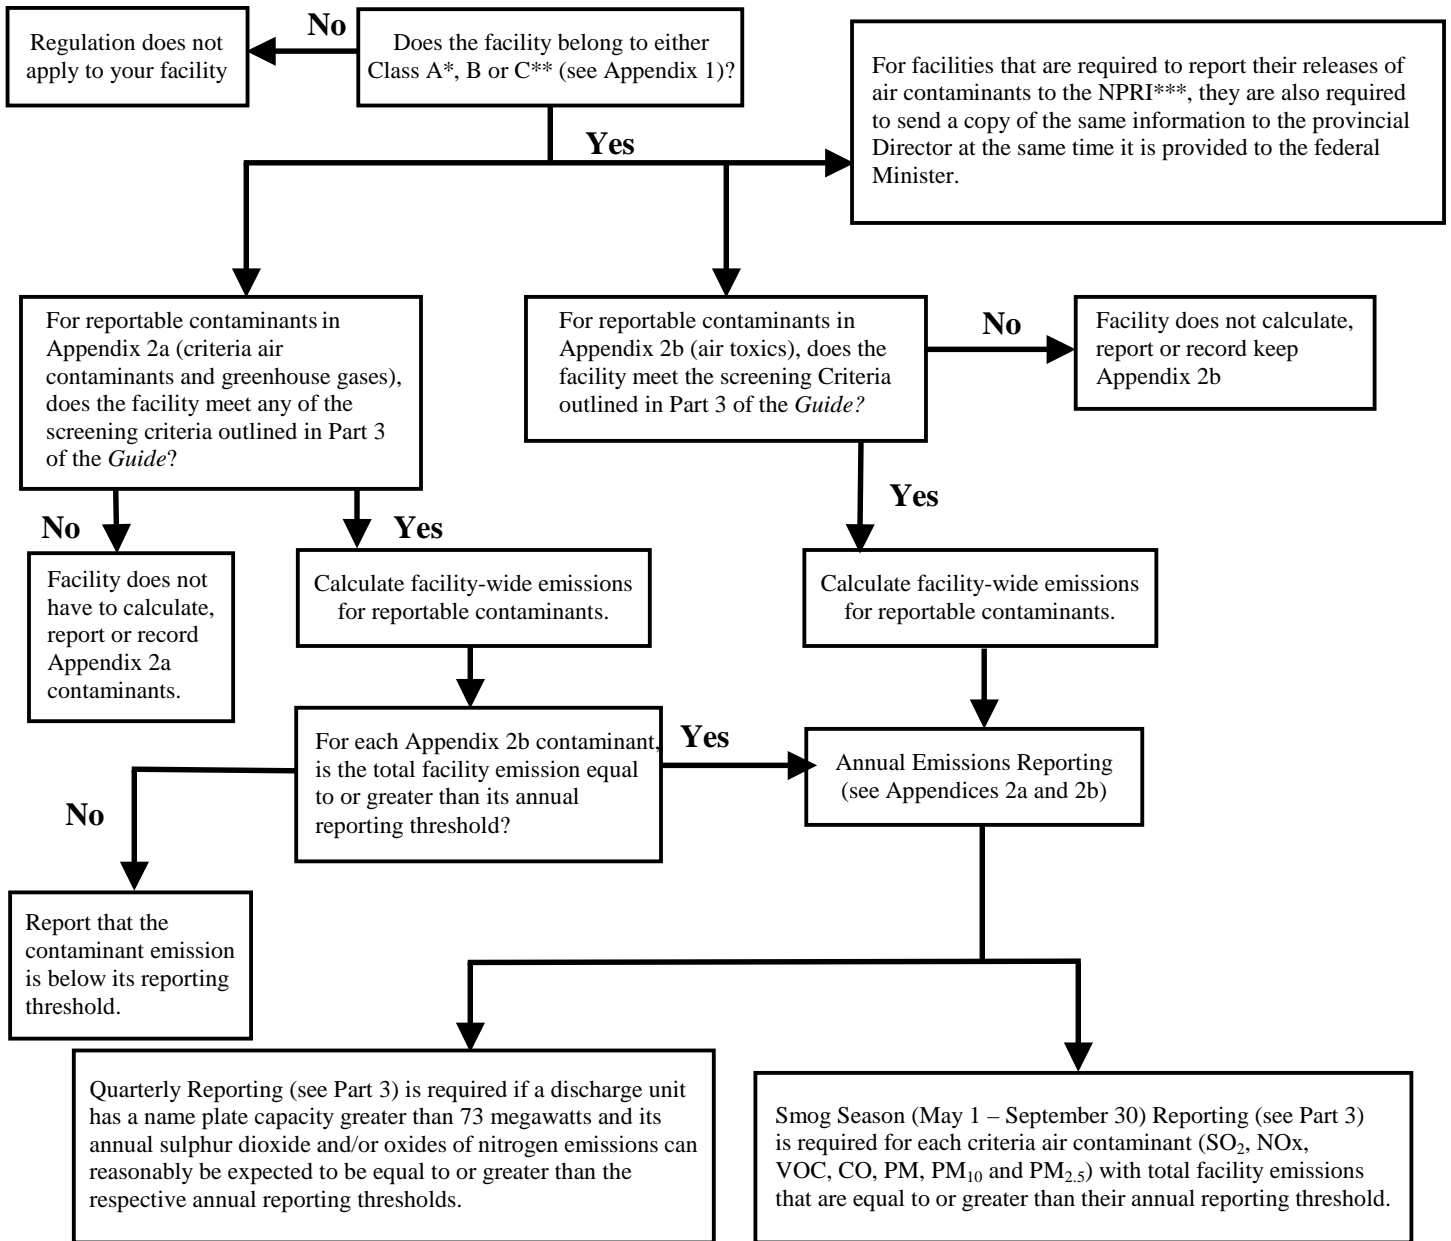 No
Regulation does not
apply to your facility
Does the facility belong to either
Class A*, B or C** (see Appendix 1)?
For facilities that are required to report their releases of
air contaminants to the NPRI***, they are also required
to send a copy of the same information to the provincial
Director at the same time it is provided to the federal
Minister.
Yes
For reportable contaminants in
Appendix 2a (criteria air
contaminants and greenhouse gases),
does the facility meet any of the
screening criteria outlined in Part 3
of the Guide?
For reportable contaminants in
Appendix 2b (air toxics), does the
facility meet the screening Criteria
outlined in Part 3 of the Guide?
No
Facility does not calculate,
report or record keep
Appendix 2b
No
Yes
Yes
Facility does not
have to calculate,
report or record
Appendix 2a
contaminants.
Calculate facility-wide emissions
for reportable contaminants.
Calculate facility-wide emissions
for reportable contaminants.
For each Appendix 2b contaminant,
is the total facility emission equal
to or greater than its annual
reporting threshold?
Yes
Annual Emissions Reporting
(see Appendices 2a and 2b)
No
Report that the
contaminant emission
is below its reporting
threshold.
Quarterly Reporting (see Part 3) is required if a discharge unit
has a name plate capacity greater than 73 megawatts and its
annual sulphur dioxide and/or oxides of nitrogen emissions can
reasonably be expected to be equal to or greater than the
respective annual reporting thresholds.
Smog Season (May 1 – September 30) Reporting (see Part 3)
is required for each criteria air contaminant (SO₂, NOx,
VOC, CO, PM, PM₁₀ and PM₂.₅) with total facility emissions
that are equal to or greater than their annual reporting threshold.